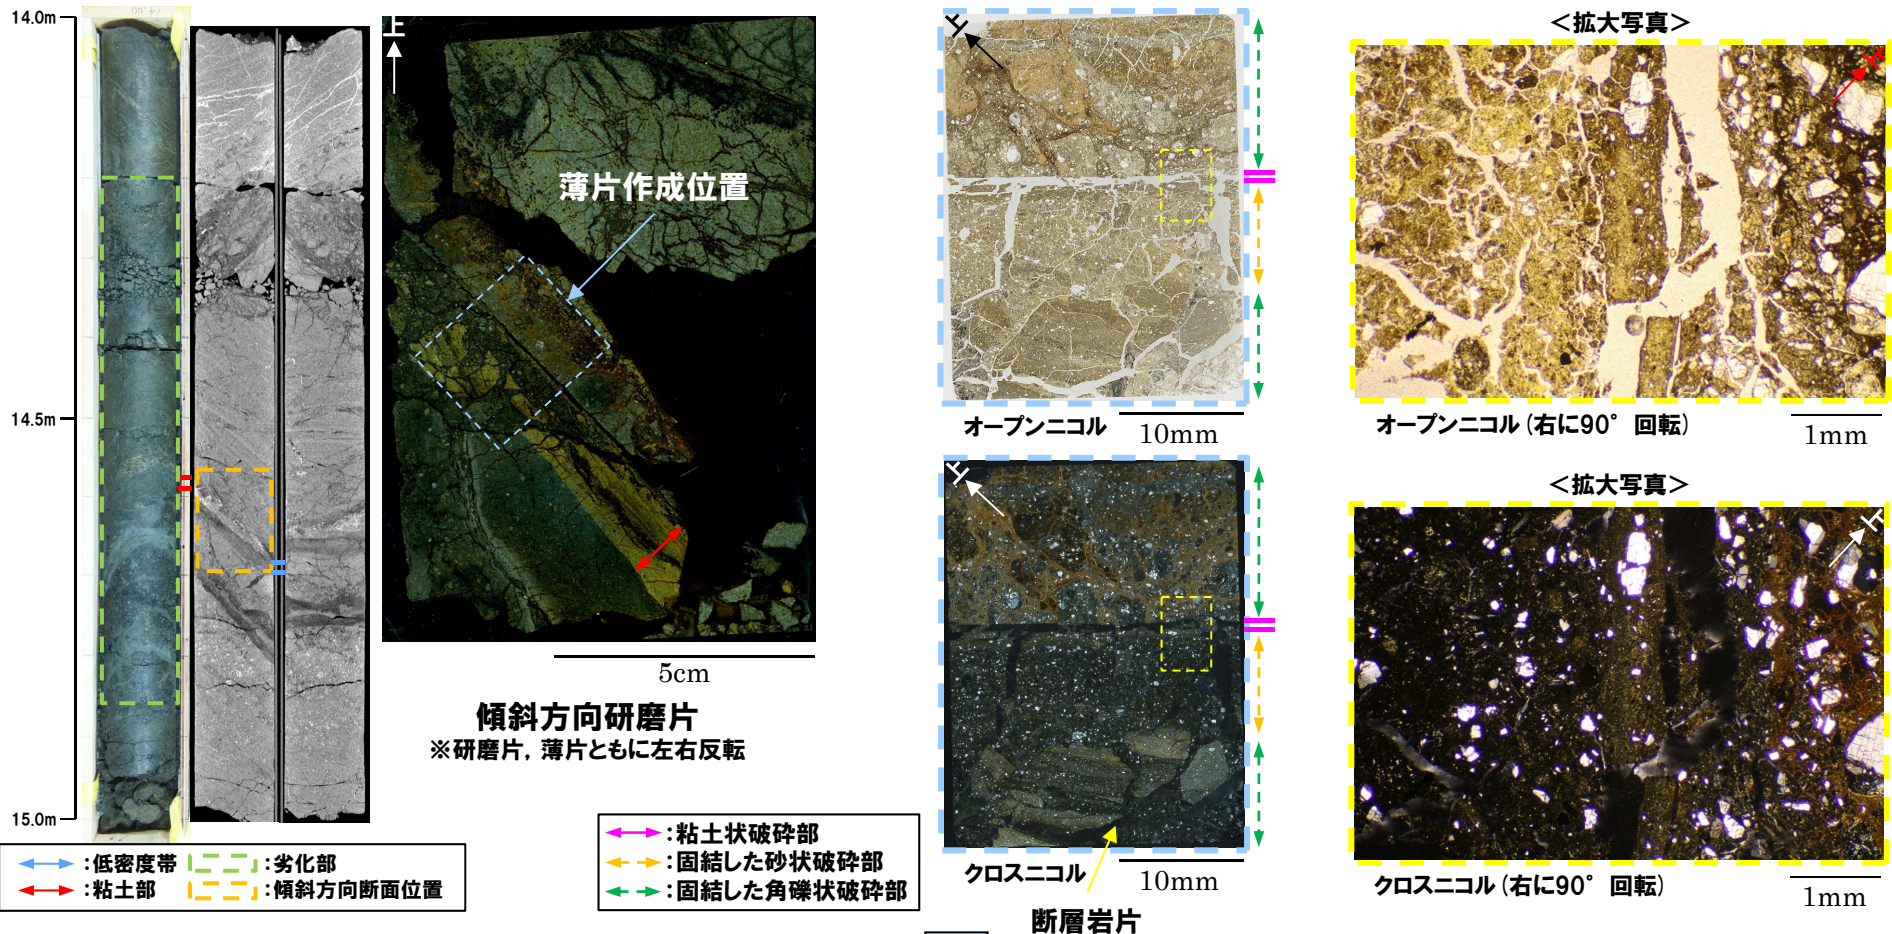 14.0m
14.5m
15.0m
:低密度帯
:劣化部
:粘土部
:傾斜方向断面位置
上
薄片作成位置
5cm
傾斜方向研磨片
※研磨片,薄片ともに左右反転
:粘土状破砕部
:固結した砂状破砕部
:固結した角礫状破砕部
上
オープンニコル
10mm
上
クロスニコル
10mm
断層岩片
<拡大写真>
上
オープンニコル(右に90° 回転)
1mm
<拡大写真>
上
クロスニコル(右に90° 回転)
1mm